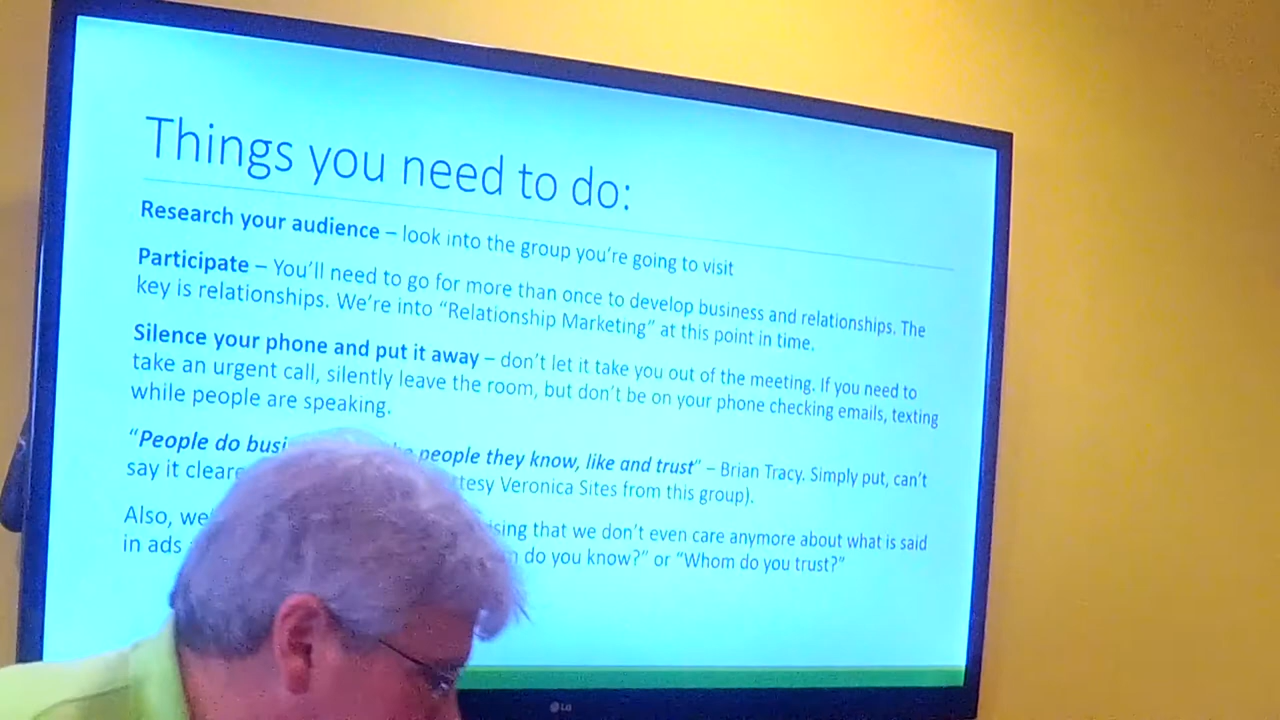 Things you need to do:
Research your audience – look into the group you're going to visit
Participate – You'll need to go for more than once to develop business and relationships. The
key is relationships. We're into "Relationship Marketing" at this point in time.
Silence your phone and put it away – don't let it take you out of the meeting. If you need to
take an urgent call, silently leave the room, but don't be on your phone checking emails, texting
while people are speaking.
"People do people they know, like and trust" – Brian Tracy. Simply put, can't
say it Veronica Sites from this group).
Also, that we don't even care anymore about what is said
in ads do you know?" or "Whom do you trust?"
LG